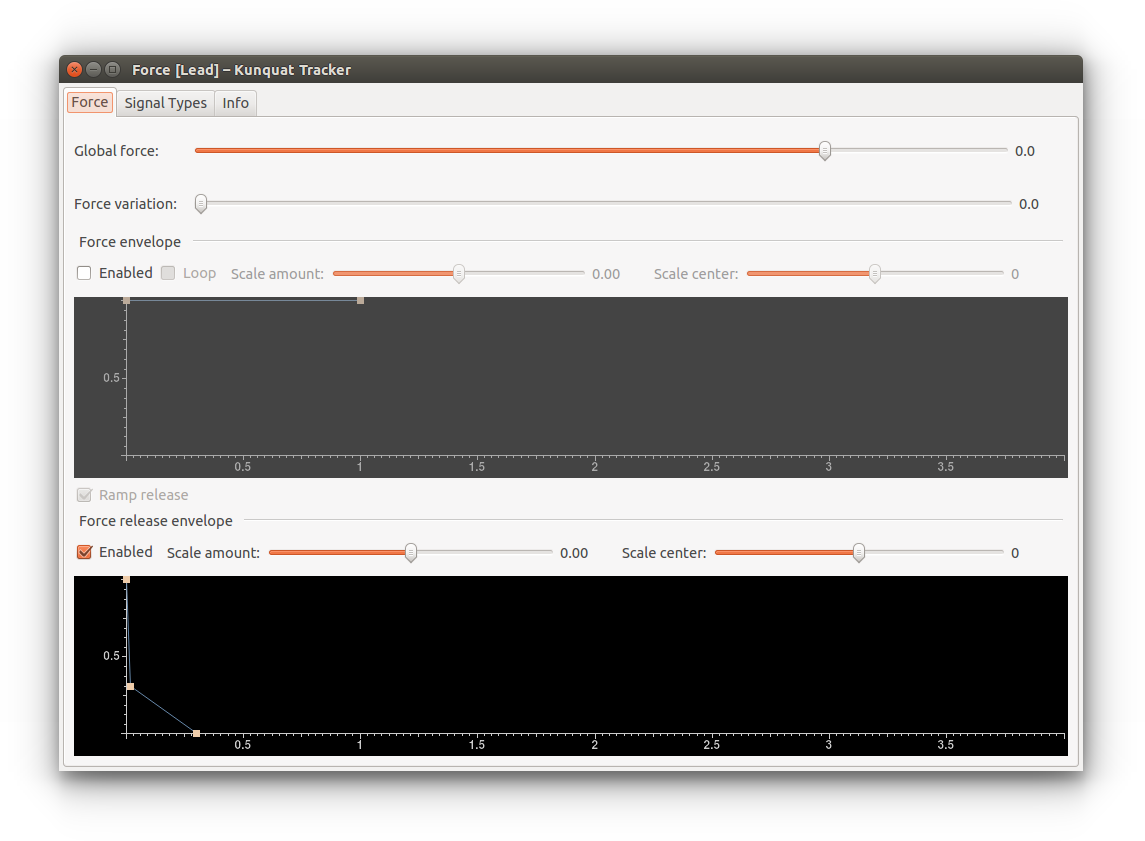 Force [Lead] – Kunquat Tracker
Force Signal Types Info
Global force: 0.0
Force variation: 0.0
Force envelope
Enabled Loop Scale amount: 0.00 Scale center: 0
0.5
0.5 1 1.5 2 2.5 3 3.5
Ramp release
Force release envelope
Enabled Scale amount: 0.00 Scale center: 0
0.5
0.5 1 1.5 2 2.5 3 3.5